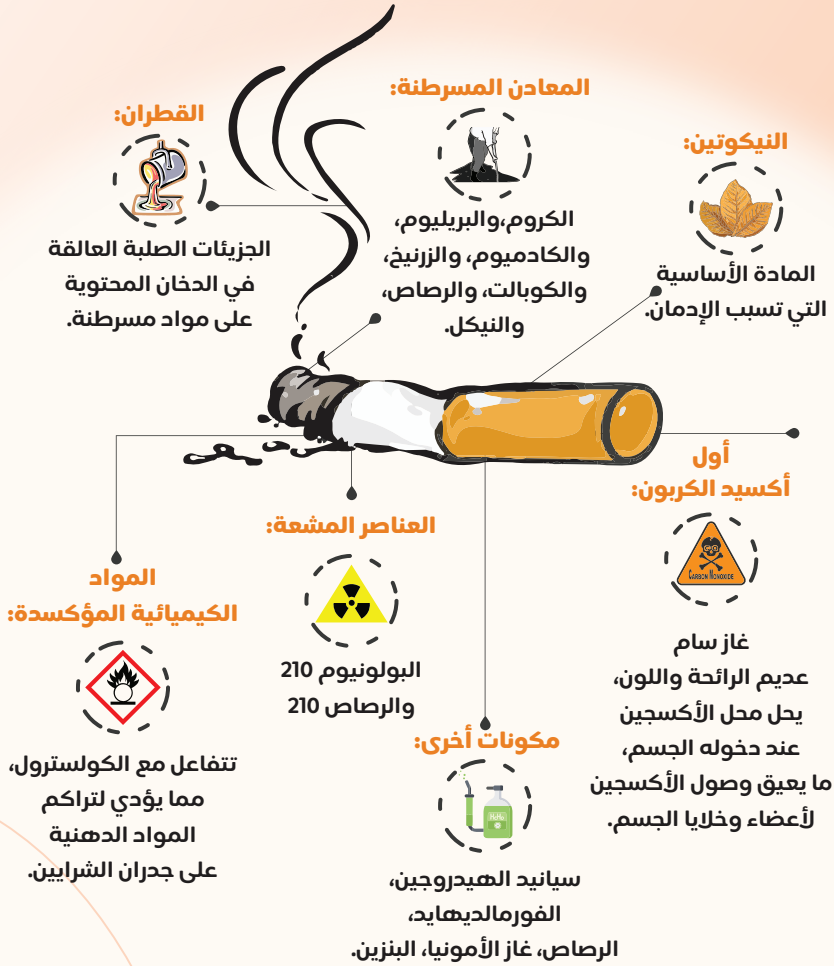 النيكوتين:
المادة الأساسية
التي تسبب الإدمان.
المعادن المسرطنة:
الكروم،والبريليوم،
والكادميوم، والزرنيخ،
والكوبالت، والرصاص،
والنيكل.
القطران:
الجزيئات الصلبة العالقة
في الدخان المحتوية
على مواد مسرطنة.
أول
أكسيد الكربون:
CARBON MONOXIDE
غاز سام
عديم الرائحة واللون،
يحل محل الأكسجين
عند دخوله الجسم،
ما يعيق وصول الأكسجين
لأعضاء وخلايا الجسم.
العناصر المشعة:
البولونيوم 210
والرصاص 210
المواد
الكيميائية المؤكسدة:
تتفاعل مع الكولسترول،
مما يؤدي لتراكم
المواد الدهنية
على جدران الشرايين.
مكونات أخرى:
سيانيد الهيدروجين،
الفورمالديهايد،
الرصاص، غاز الأمونيا، البنزين.